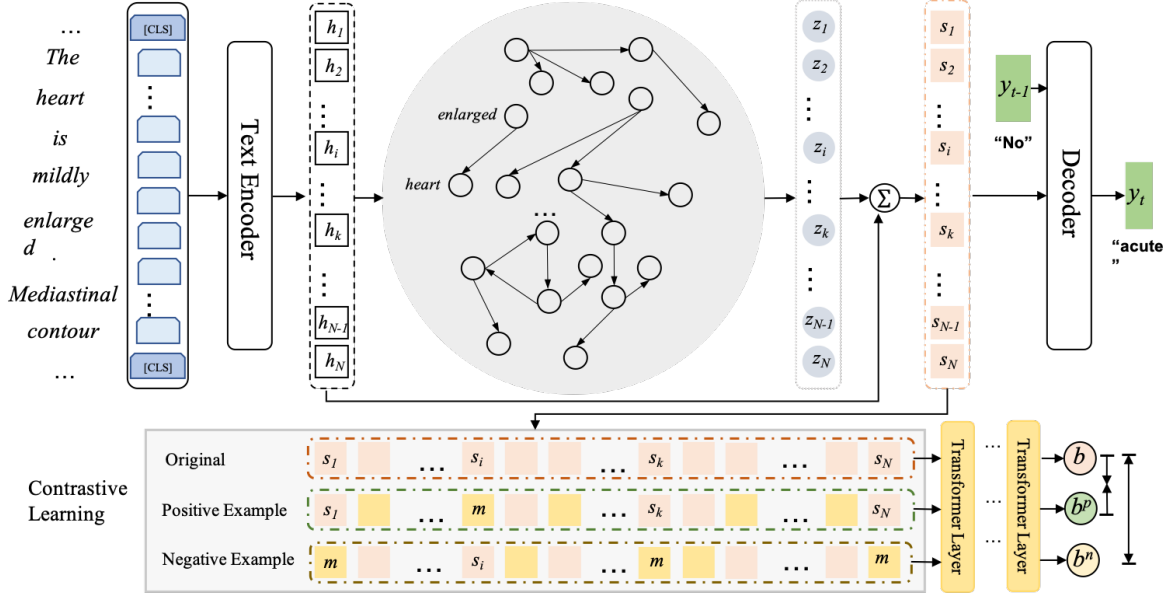 ...
The
heart
is
mildly
enlarge
d
.
Mediastinal
contour
...
[CLS]
[CLS]
Text Encoder
h1
h2
hi
hk
hN-1
hN
enlarged
heart
...
z1
z2
zi
zk
zN-1
zN
Σ
s1
s2
si
sk
sN-1
sN
yt-1
“No”
Decoder
yt
“acute
”
Contrastive
Learning
Original
s1 ... si ... sk ... sN
Positive Example
s1 ... m ... sk ... sN
Negative Example
m ... si ... m ... m
Transformer Layer
...
...
...
Transformer Layer
b
bp
bn